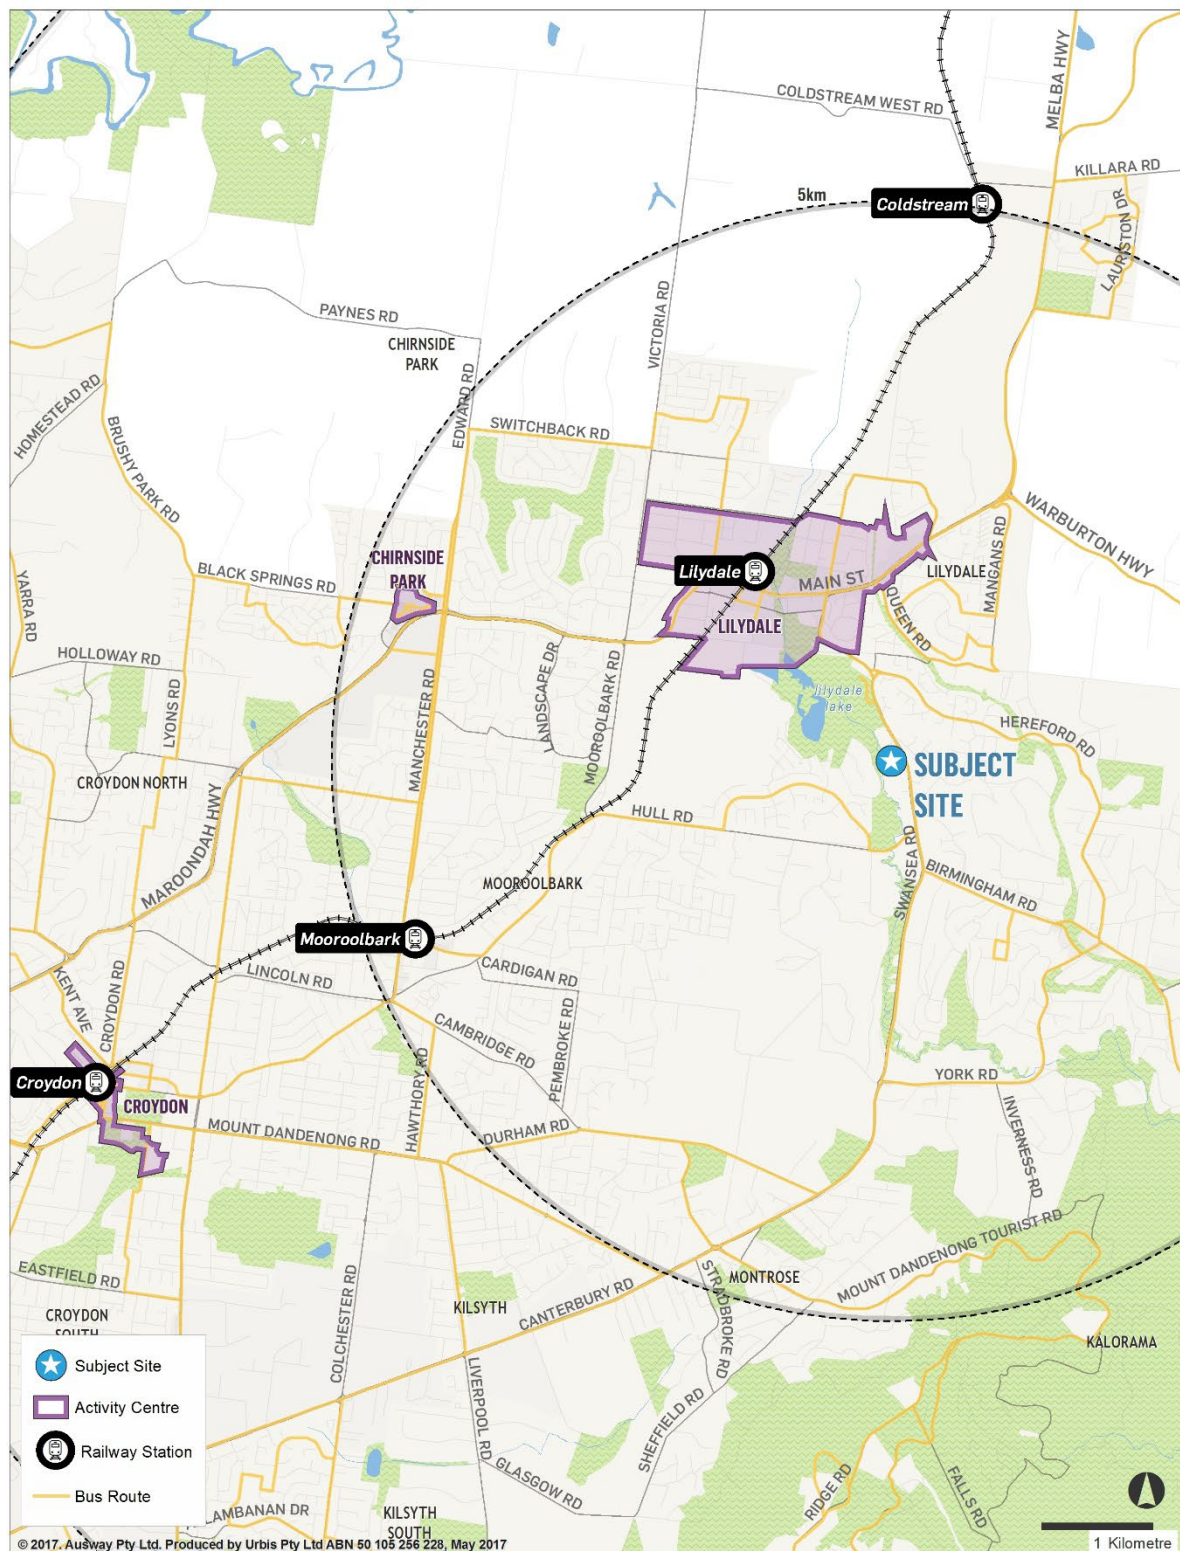 COLDSTREAM WEST RD
MELBA HWY
KILLARA RD
5km
Coldstream
LAURISTON DR
VICTORIA RD
PAYNES RD
CHIRNSIDE
PARK
EDWARD RD
HOMESTEAD RD
SWITCHBACK RD
BRUSHY PARK RD
WARBURTON HWY
MANGANS RD
CHIRNSIDE
PARK
BLACK SPRINGS RD
Lilydale
MAIN ST
LILYDALE
YARRA RD
QUEEN RD
LILYDALE
HOLLOWAY RD
LYONS RD
LANDSCAPE DR
MOOROOLBARK RD
MANCHESTER RD
lilydale
lake
HEREFORD RD
CROYDON NORTH
SUBJECT
SITE
MAROONDAH HWY
HULL RD
SWANSEA RD
BIRMINGHAM RD
MOOROOLBARK
Mooroolbark
KENT AVE
CROYDON RD
LINCOLN RD
CARDIGAN RD
CAMBRIDGE RD
PEMBROKE RD
HAWTHORY RD
Croydon
CROYDON
YORK RD
INVERNESS RD
MOUNT DANDENONG RD
DURHAM RD
MOUNT DANDENONG TOURIST RD
EASTFIELD RD
MONTROSE
STRADBROKE RD
CANTERBURY RD
KILSYTH
COLCHESTER RD
CROYDON
SOUTH
KALORAMA
Subject Site
Activity Centre
Railway Station
Bus Route
LIVERPOOL RD
SHEFFIELD RD
GLASGOW RD
RIDGE RD
FALLS RD
LAMBANAN DR
KILSYTH
SOUTH
1 Kilometre
© 2017. Ausway Pty Ltd. Produced by Urbis Pty Ltd ABN 50 105 256 228, May 2017